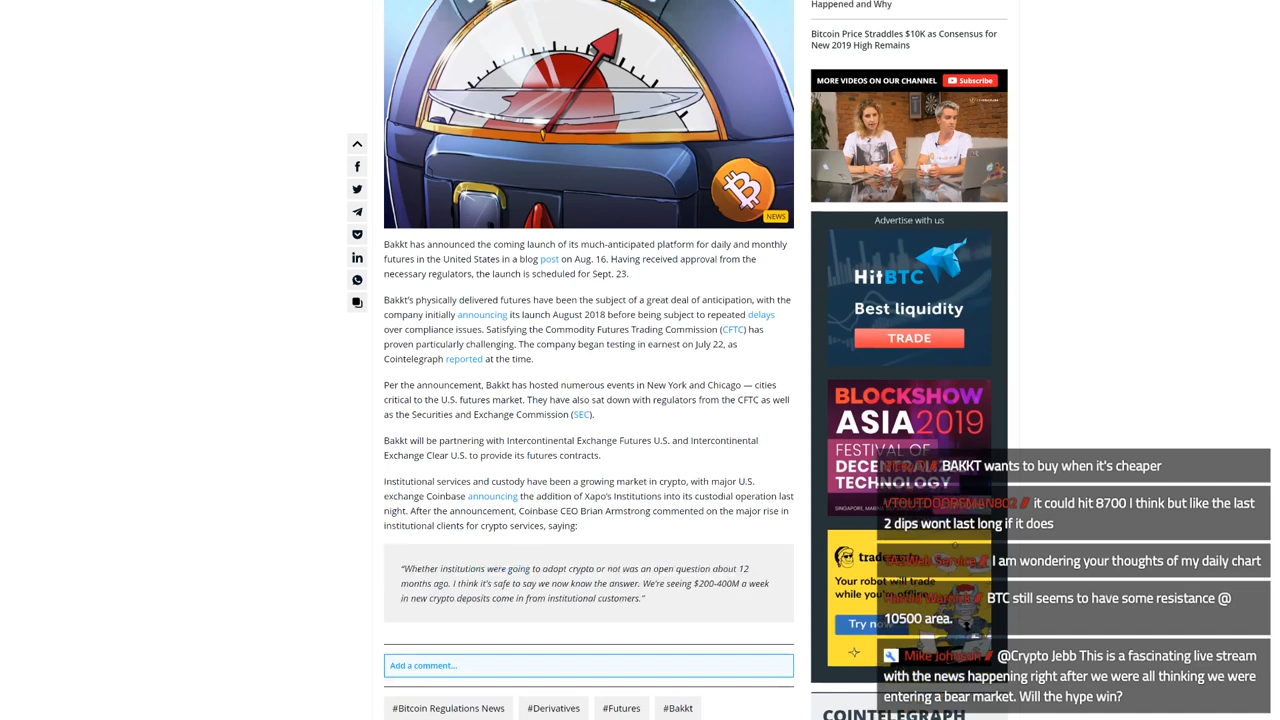 Happened and Why
Bitcoin Price Straddles $10K as Consensus for
New 2019 High Remains
MORE VIDEOS ON OUR CHANNEL
Subscribe
NEWS
Bakkt has announced the coming launch of its much-anticipated platform for daily and monthly
futures in the United States in a blog post on Aug. 16. Having received approval from the
necessary regulators, the launch is scheduled for Sept. 23.
Bakkt's physically delivered futures have been the subject of a great deal of anticipation, with the
company initially announcing its launch August 2018 before being subject to repeated delays
over compliance issues. Satisfying the Commodity Futures Trading Commission (CFTC) has
proven particularly challenging. The company began testing in earnest on July 22, as
Cointelegraph reported at the time.
Per the announcement, Bakkt has hosted numerous events in New York and Chicago — cities
critical to the U.S. futures market. They have also sat down with regulators from the CFTC as well
as the Securities and Exchange Commission (SEC).
Bakkt will be partnering with Intercontinental Exchange Futures U.S. and Intercontinental
Exchange Clear U.S. to provide its futures contracts.
Institutional services and custody have been a growing market in crypto, with major U.S.
exchange Coinbase announcing the addition of Xapo's Institutions into its custodial operation last
night. After the announcement, Coinbase CEO Brian Armstrong commented on the major rise in
institutional clients for crypto services, saying:
"Whether institutions were going to adopt crypto or not was an open question about 12
months ago. I think it's safe to say we now know the answer. We're seeing $200-400M a week
in new crypto deposits come in from institutional customers."
Add a comment...
#Bitcoin Regulations News
#Derivatives
#Futures
#Bakkt
Advertise with us
HitBTC
Best liquidity
TRADE
BLOCKSHOW
ASIA 2019
FESTIVAL OF
TECHNOLOGY
Your robot will trade
Try now
COINTELEGRAPH
BAKKT wants to buy when it's cheaper
VTOUTDOORSMAN802 // it could hit 8700 I think but like the last
2 dips wont last long if it does
I am wondering your thoughts of my daily chart
BTC still seems to have some resistance @
10500 area.
Mike Johnson // @Crypto Jebb This is a fascinating live stream
with the news happening right after we were all thinking we were
entering a bear market. Will the hype win?